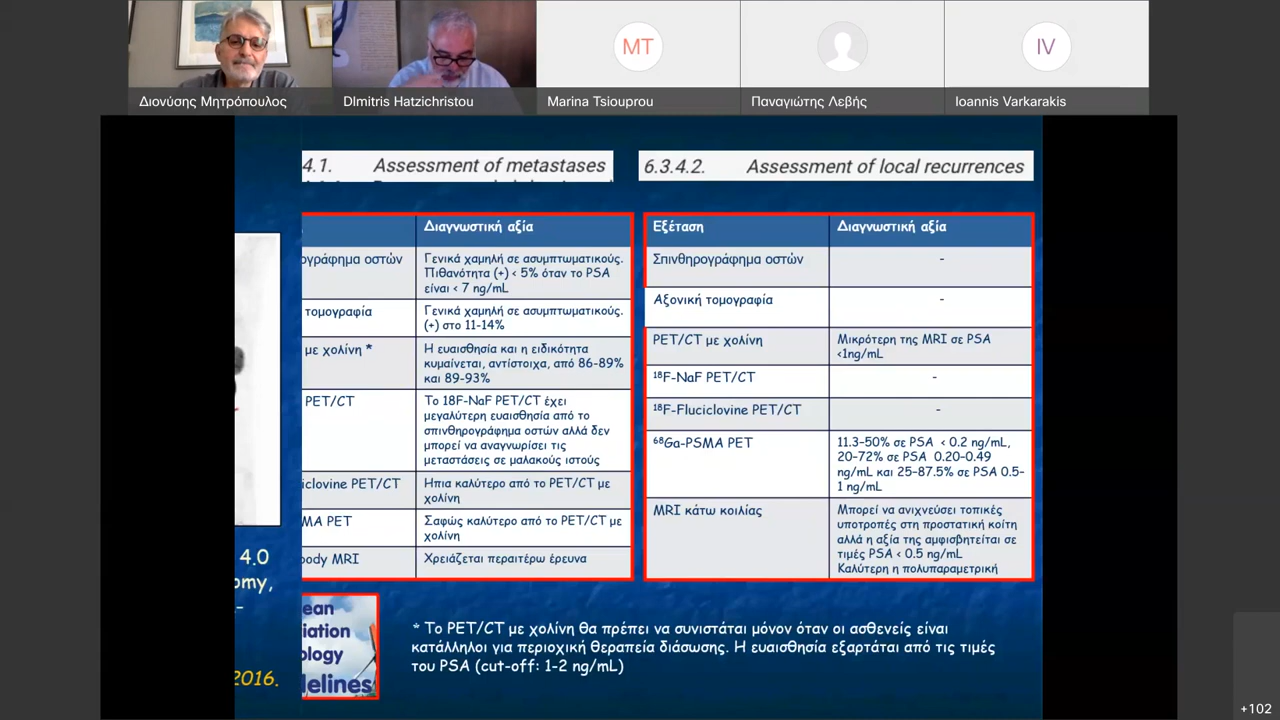 MT
IV
Διονύσης Μητρόπουλος
DImitris Hatzichristou
Marina Tsiouprou
Παναγιώτης Λεβής
Ioannis Varkarakis
4.1. Assessment of metastases
6.3.4.2. Assessment of local recurrences
Διαγνωστική αξία
ογράφημα οστών
Γενικά χαμηλή σε ασυμπτωματικούς.
Πιθανότητα (+) < 5% όταν το PSA
είναι < 7 ng/mL
τομογραφία
Γενικά χαμηλή σε ασυμπτωματικούς.
(+) στο 11-14%
με χολίνη *
Η ευαισθησία και η ειδικότητα
κυμαίνεται, αντίστοιχα, από 86-89%
και 89-93%
PET/CT
Το 18F-NaF PET/CT έχει
μεγαλύτερη ευαισθησία από το
σπινθηρογράφημα οστών αλλά δεν
μπορεί να αναγνωρίσει τις
μεταστάσεις σε μαλακούς ιστούς
iclovine PET/CT
Ηπια καλύτερο από το PET/CT με
χολίνη
MA PET
Σαφώς καλύτερο από το PET/CT με
χολίνη
body MRI
Χρειάζεται περαιτέρω έρευνα
Εξέταση
Διαγνωστική αξία
Σπινθηρογράφημα οστών
-
Αξονική τομογραφία
-
PET/CT με χολίνη
Μικρότερη της MRI σε PSA
<1ng/mL
¹⁸F-NaF PET/CT
-
¹⁸F-Fluciclovine PET/CT
-
⁶⁸Ga-PSMA PET
11.3-50% σε PSA < 0.2 ng/mL,
20-72% σε PSA 0.20-0.49
ng/mL και 25-87.5% σε PSA 0.5-
1 ng/mL
MRI κάτω κοιλίας
Μπορεί να ανιχνεύσει τοπικές
υποτροπές στη προστατική κοίτη
αλλά η αξία της αμφισβητείται σε
τιμές PSA < 0.5 ng/mL
Καλύτερη η πολυπαραμετρική
4.0
omy,
-
2016.
ean
iation
ology
lelines
* Το PET/CT με χολίνη θα πρέπει να συνιστάται μόνον όταν οι ασθενείς είναι
κατάλληλοι για περιοχική θεραπεία διάσωσης. Η ευαισθησία εξαρτάται από τις τιμές
του PSA (cut-off: 1-2 ng/mL)
+102